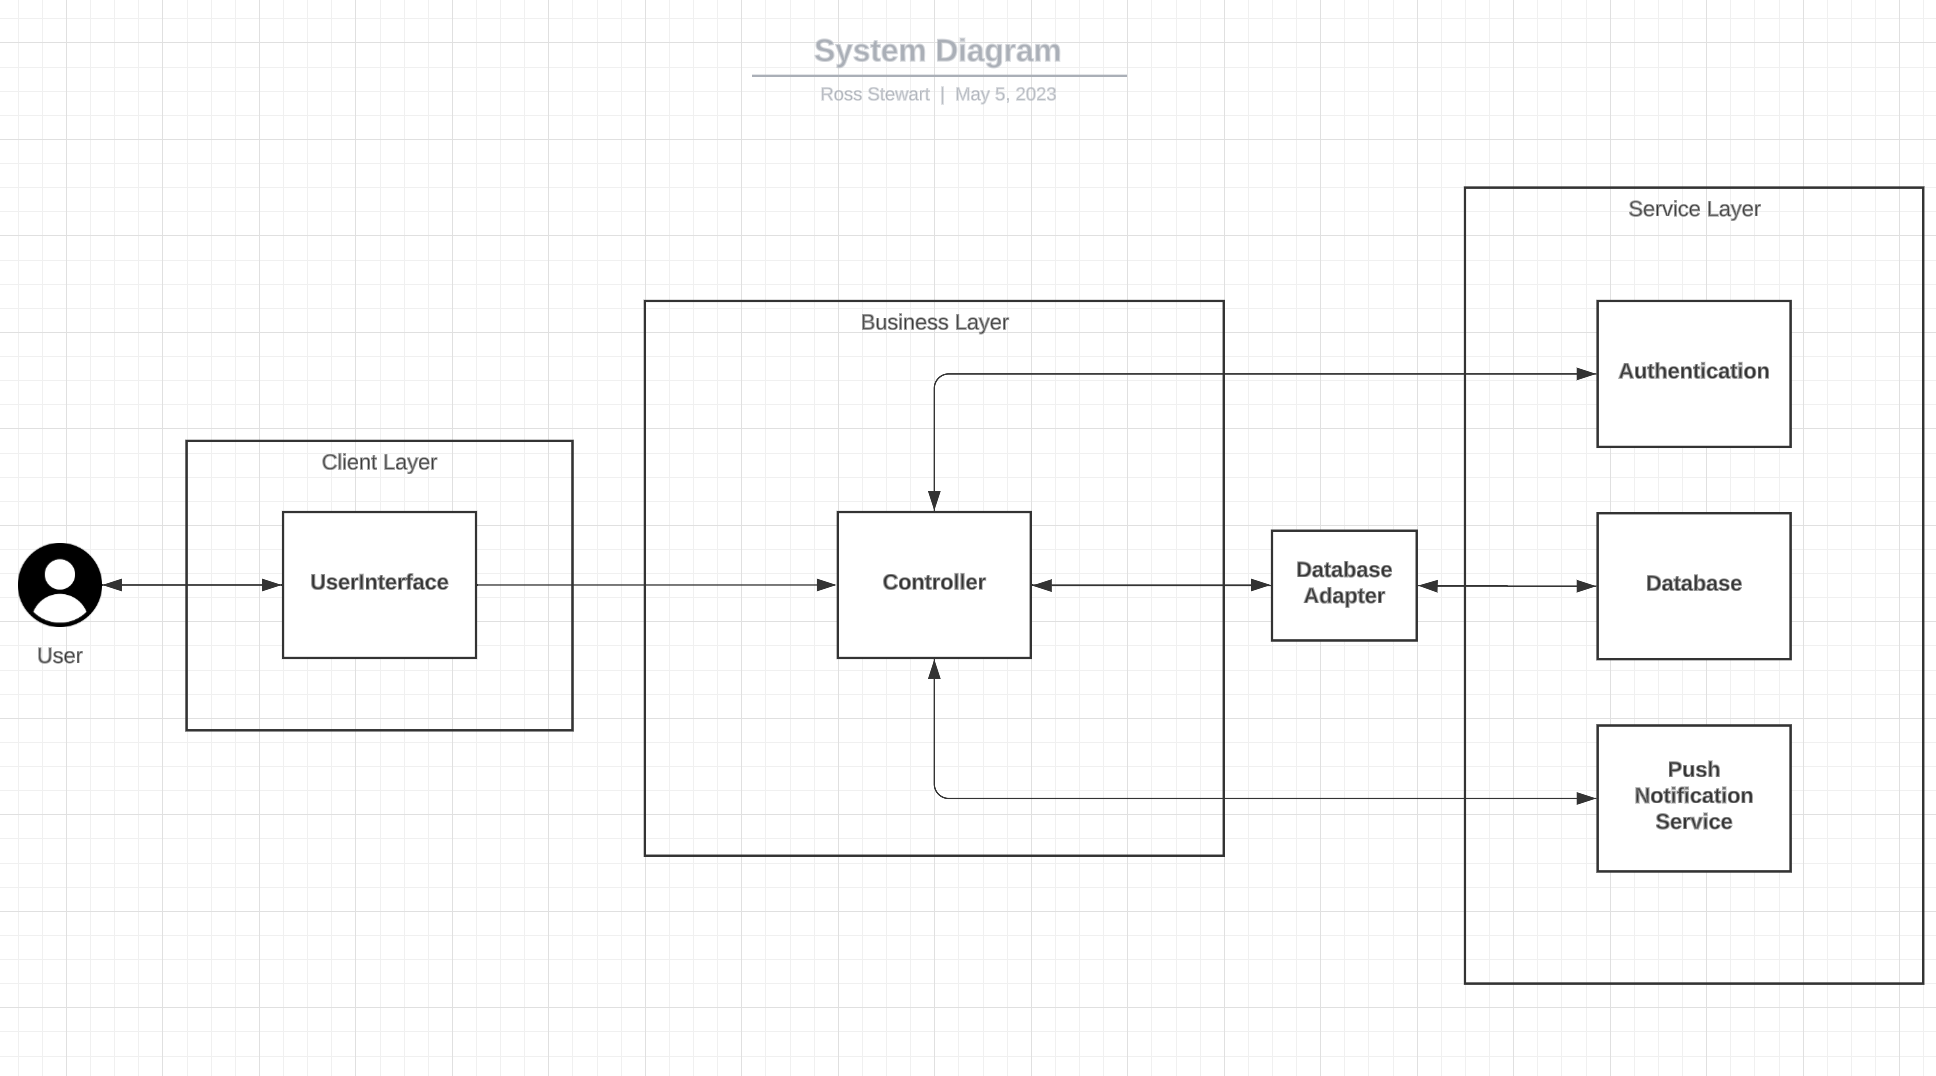 System Diagram
Ross Stewart | May 5, 2023
Service Layer
Business Layer
Authentication
Client Layer
UserInterface
Controller
Database
Adapter
Database
User
Push
Notification
Service